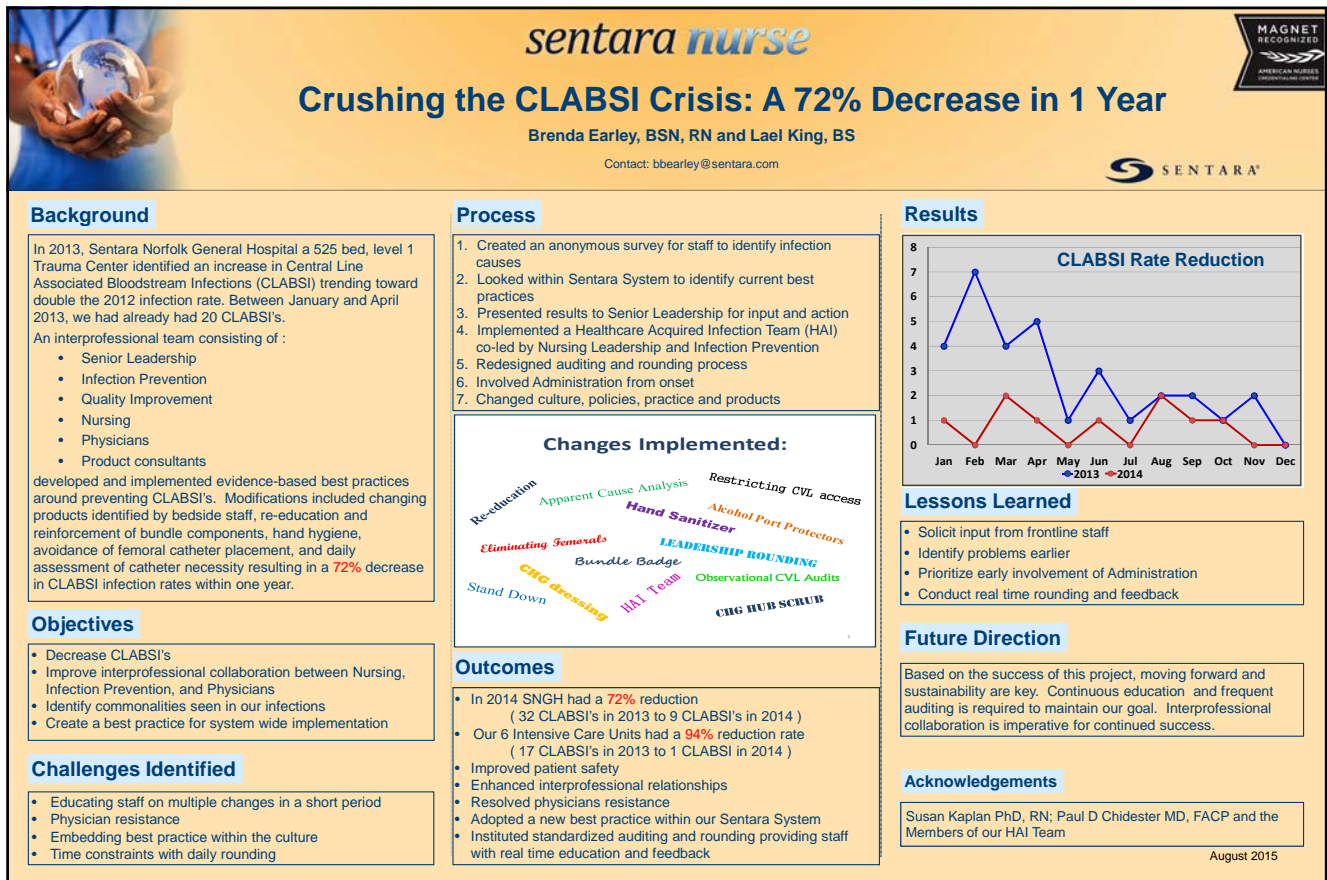 sentara nurse
MAGNET
RECOGNIZED
AMERICAN NURSES
CREDENTIALING CENTER
Crushing the CLABSI Crisis: A 72% Decrease in 1 Year
Brenda Earley, BSN, RN and Lael King, BS
Contact: bbearley@sentara.com
SENTARA®
Background
In 2013, Sentara Norfolk General Hospital a 525 bed, level 1
Trauma Center identified an increase in Central Line
Associated Bloodstream Infections (CLABSI) trending toward
double the 2012 infection rate. Between January and April
2013, we had already had 20 CLABSI's.
An interprofessional team consisting of :
• Senior Leadership
• Infection Prevention
• Quality Improvement
• Nursing
• Physicians
• Product consultants
developed and implemented evidence-based best practices
around preventing CLABSI's. Modifications included changing
products identified by bedside staff, re-education and
reinforcement of bundle components, hand hygiene,
avoidance of femoral catheter placement, and daily
assessment of catheter necessity resulting in a 72% decrease
in CLABSI infection rates within one year.
Objectives
• Decrease CLABSI's
• Improve interprofessional collaboration between Nursing,
Infection Prevention, and Physicians
• Identify commonalities seen in our infections
• Create a best practice for system wide implementation
Challenges Identified
• Educating staff on multiple changes in a short period
• Physician resistance
• Embedding best practice within the culture
• Time constraints with daily rounding
Process
1. Created an anonymous survey for staff to identify infection
causes
2. Looked within Sentara System to identify current best
practices
3. Presented results to Senior Leadership for input and action
4. Implemented a Healthcare Acquired Infection Team (HAI)
co-led by Nursing Leadership and Infection Prevention
5. Redesigned auditing and rounding process
6. Involved Administration from onset
7. Changed culture, policies, practice and products
Changes Implemented:
Re-education
Apparent Cause Analysis
Restricting CVL access
Hand Sanitizer
Alcohol Port Protectors
Eliminating Femorals
LEADERSHIP ROUNDING
Bundle Badge
Observational CVL Audits
CHG dressing
HAI Team
Stand Down
CHG HUB SCRUB
Outcomes
• In 2014 SNGH had a 72% reduction
( 32 CLABSI's in 2013 to 9 CLABSI's in 2014 )
• Our 6 Intensive Care Units had a 94% reduction rate
( 17 CLABSI's in 2013 to 1 CLABSI in 2014 )
• Improved patient safety
• Enhanced interprofessional relationships
• Resolved physicians resistance
• Adopted a new best practice within our Sentara System
• Instituted standardized auditing and rounding providing staff
with real time education and feedback
Results
CLABSI Rate Reduction
8
7
6
5
4
3
2
1
0
Jan Feb Mar Apr May Jun Jul Aug Sep Oct Nov Dec
2013 2014
Lessons Learned
• Solicit input from frontline staff
• Identify problems earlier
• Prioritize early involvement of Administration
• Conduct real time rounding and feedback
Future Direction
Based on the success of this project, moving forward and
sustainability are key. Continuous education and frequent
auditing is required to maintain our goal. Interprofessional
collaboration is imperative for continued success.
Acknowledgements
Susan Kaplan PhD, RN; Paul D Chidester MD, FACP and the
Members of our HAI Team
August 2015